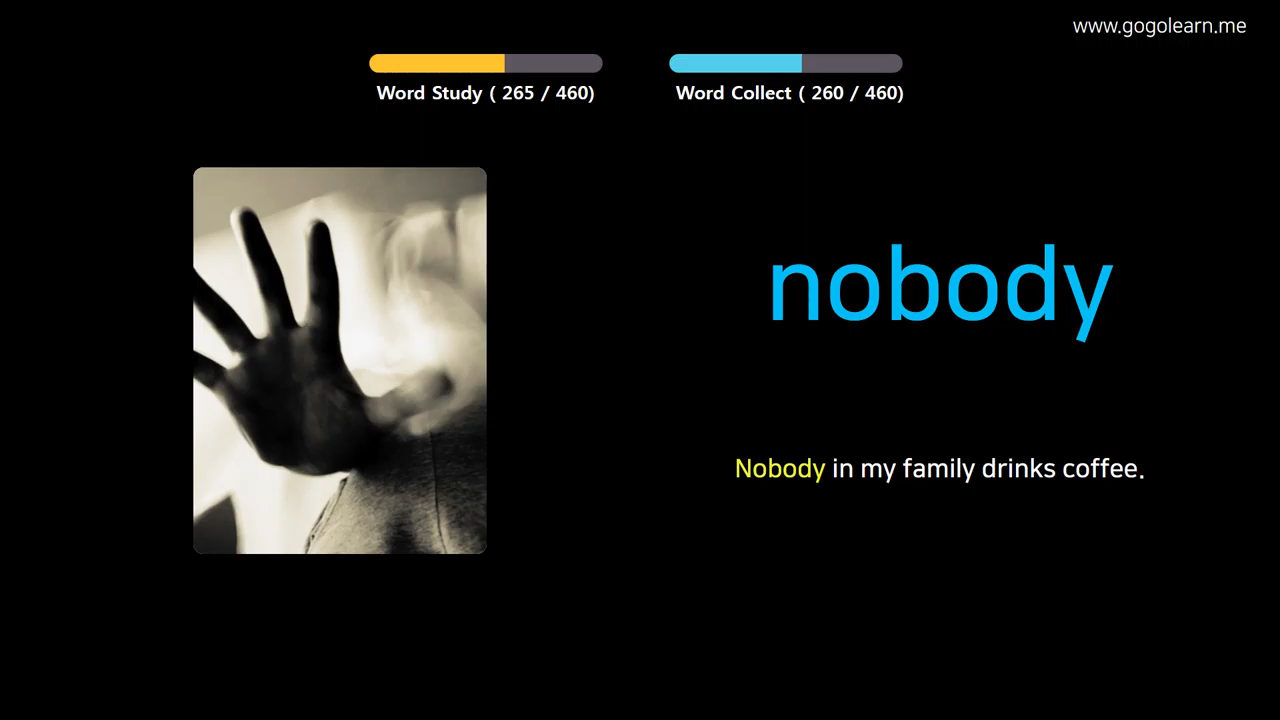 www.gogolearn.me
Word Study ( 265 / 460)
Word Collect ( 260 / 460)
nobody
Nobody in my family drinks coffee.